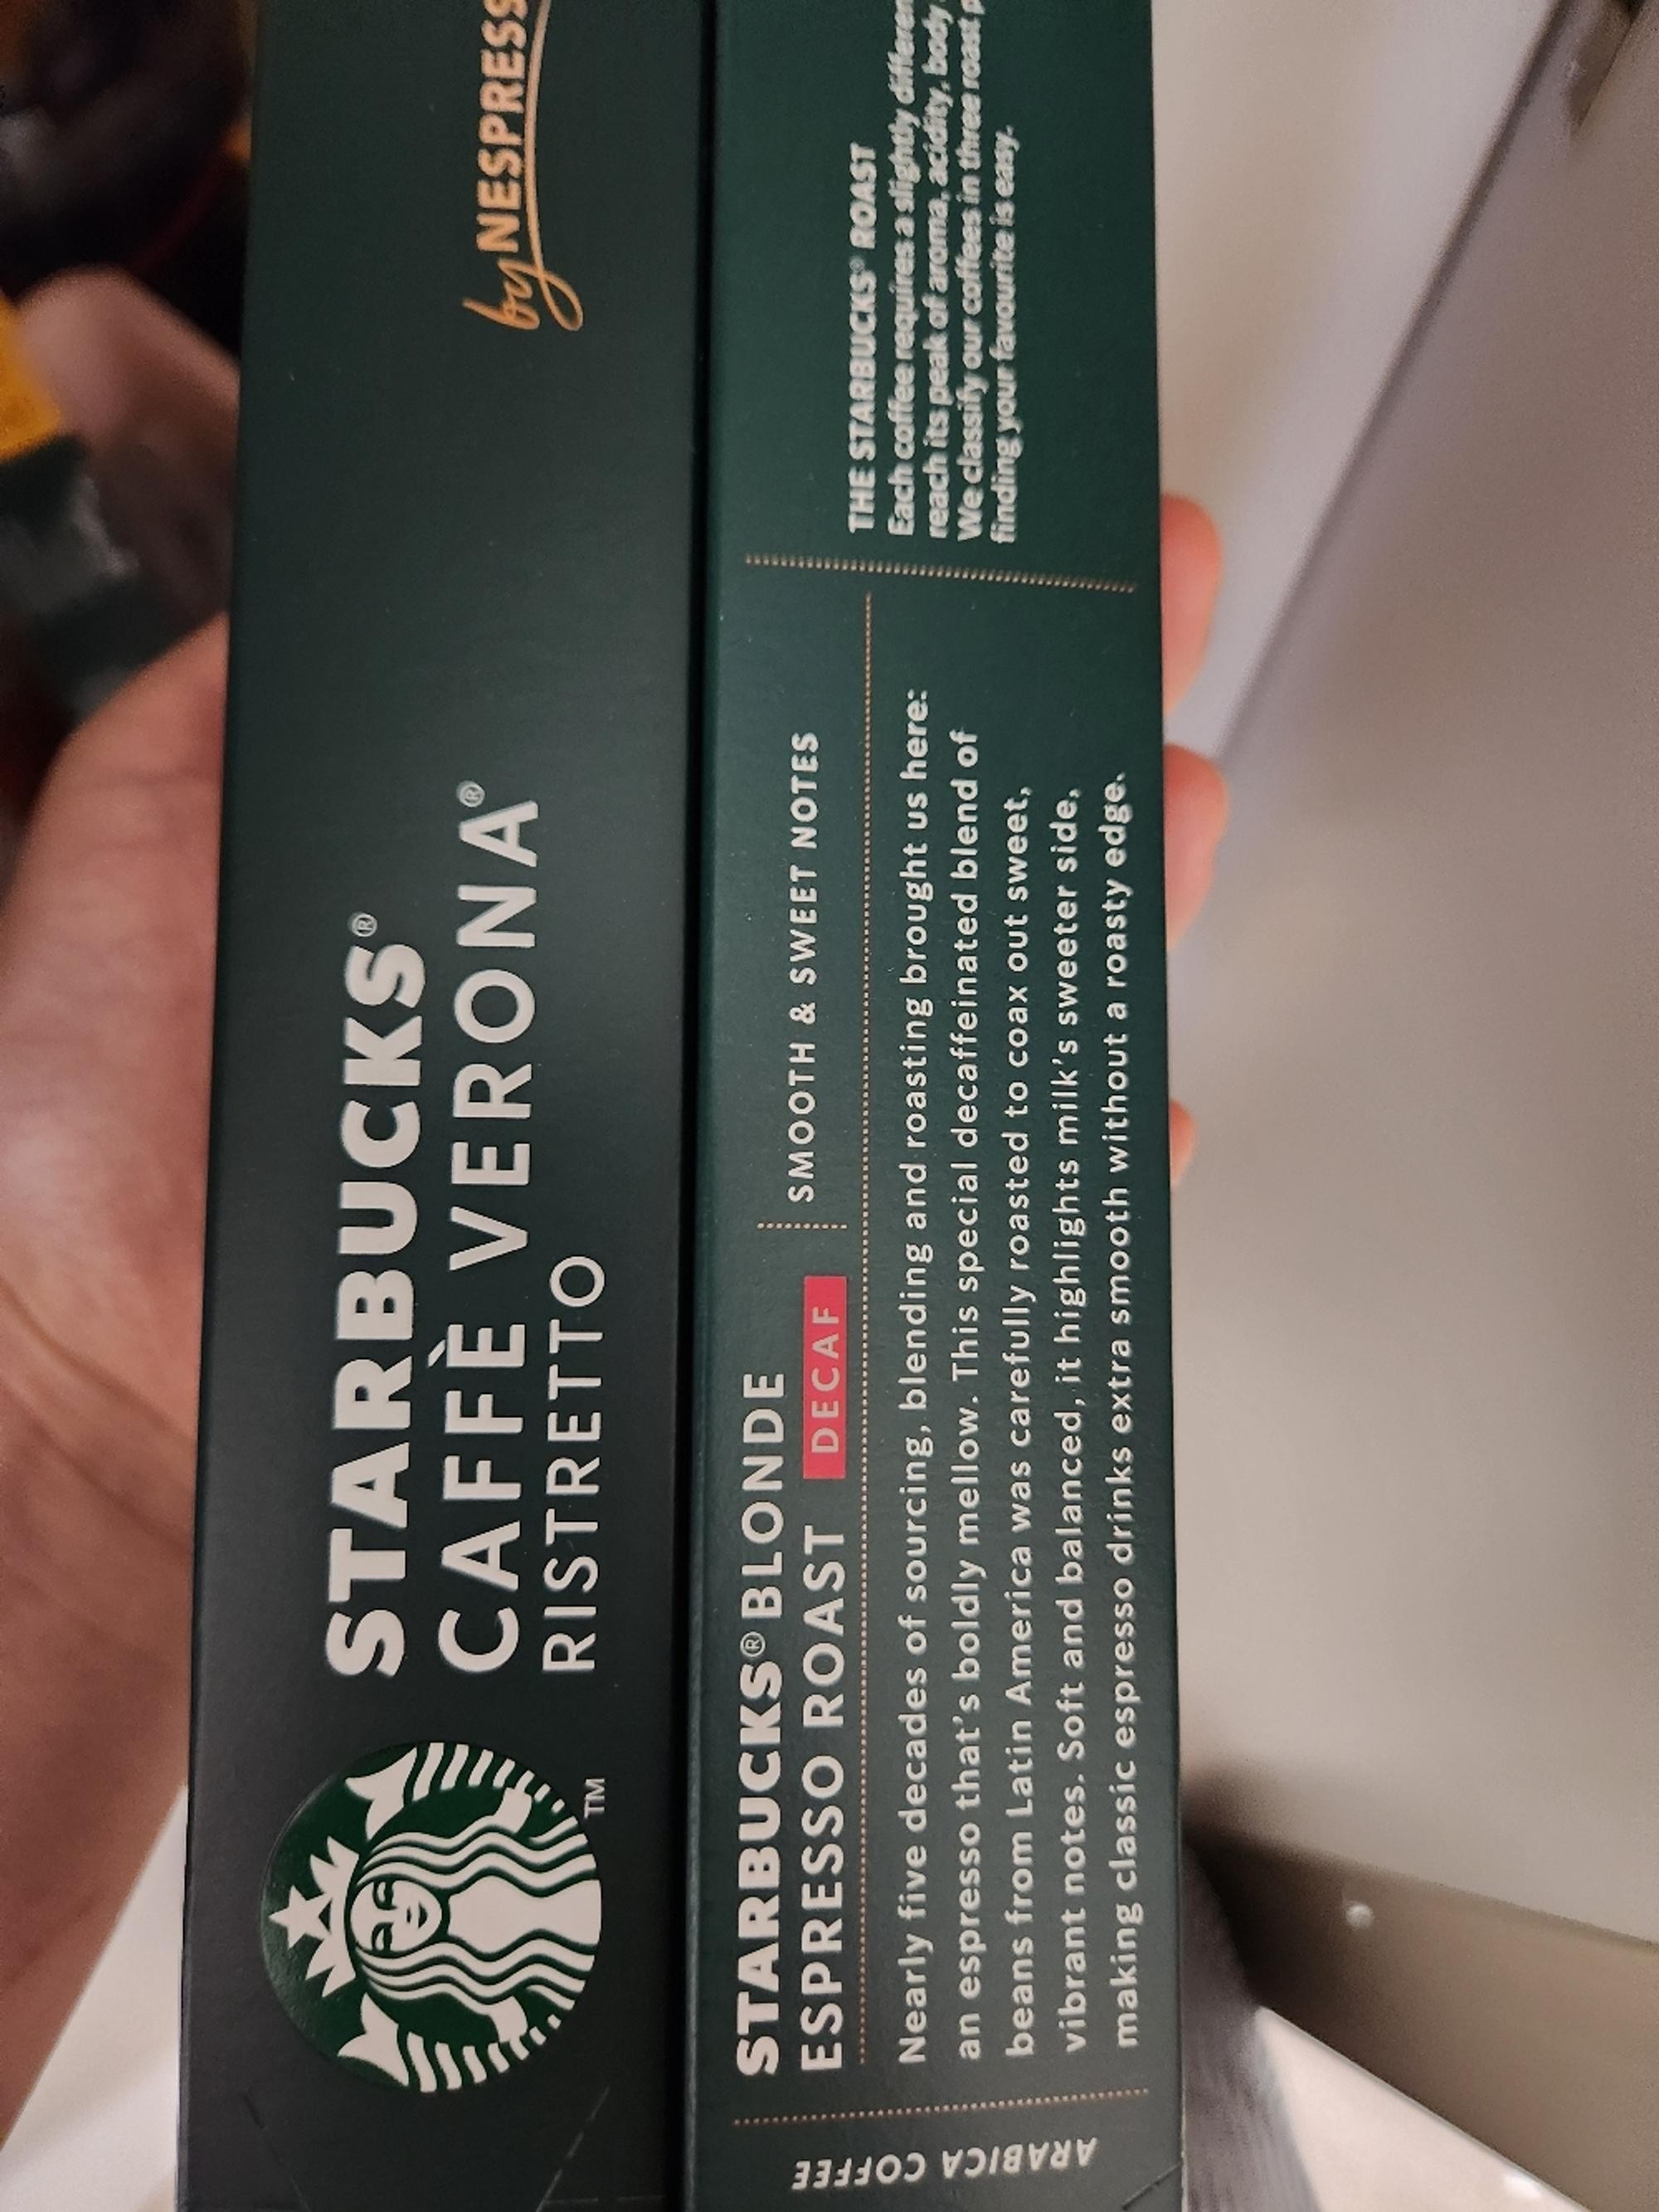 STARBUCKS®
CAFFÈ VERONA®
RISTRETTO
TM
by
STARBUCKS® BLONDE
ESPRESSO ROAST DECAF
SMOOTH & SWEET NOTES
Nearly five decades of sourcing, blending and roasting brought us here:
an espresso that's boldly mellow. This special decaffeinated blend of
beans from Latin America was carefully roasted to coax out sweet,
vibrant notes. Soft and balanced, it highlights milk's sweeter side,
making classic espresso drinks extra smooth without a roasty edge.
THE STARBUCKS® ROAST
Each coffee requires a slightly
reach its peak of aroma, acidity, body
We classify our coffees in three roast
finding your favourite is easy.
ARABICA COFFEE